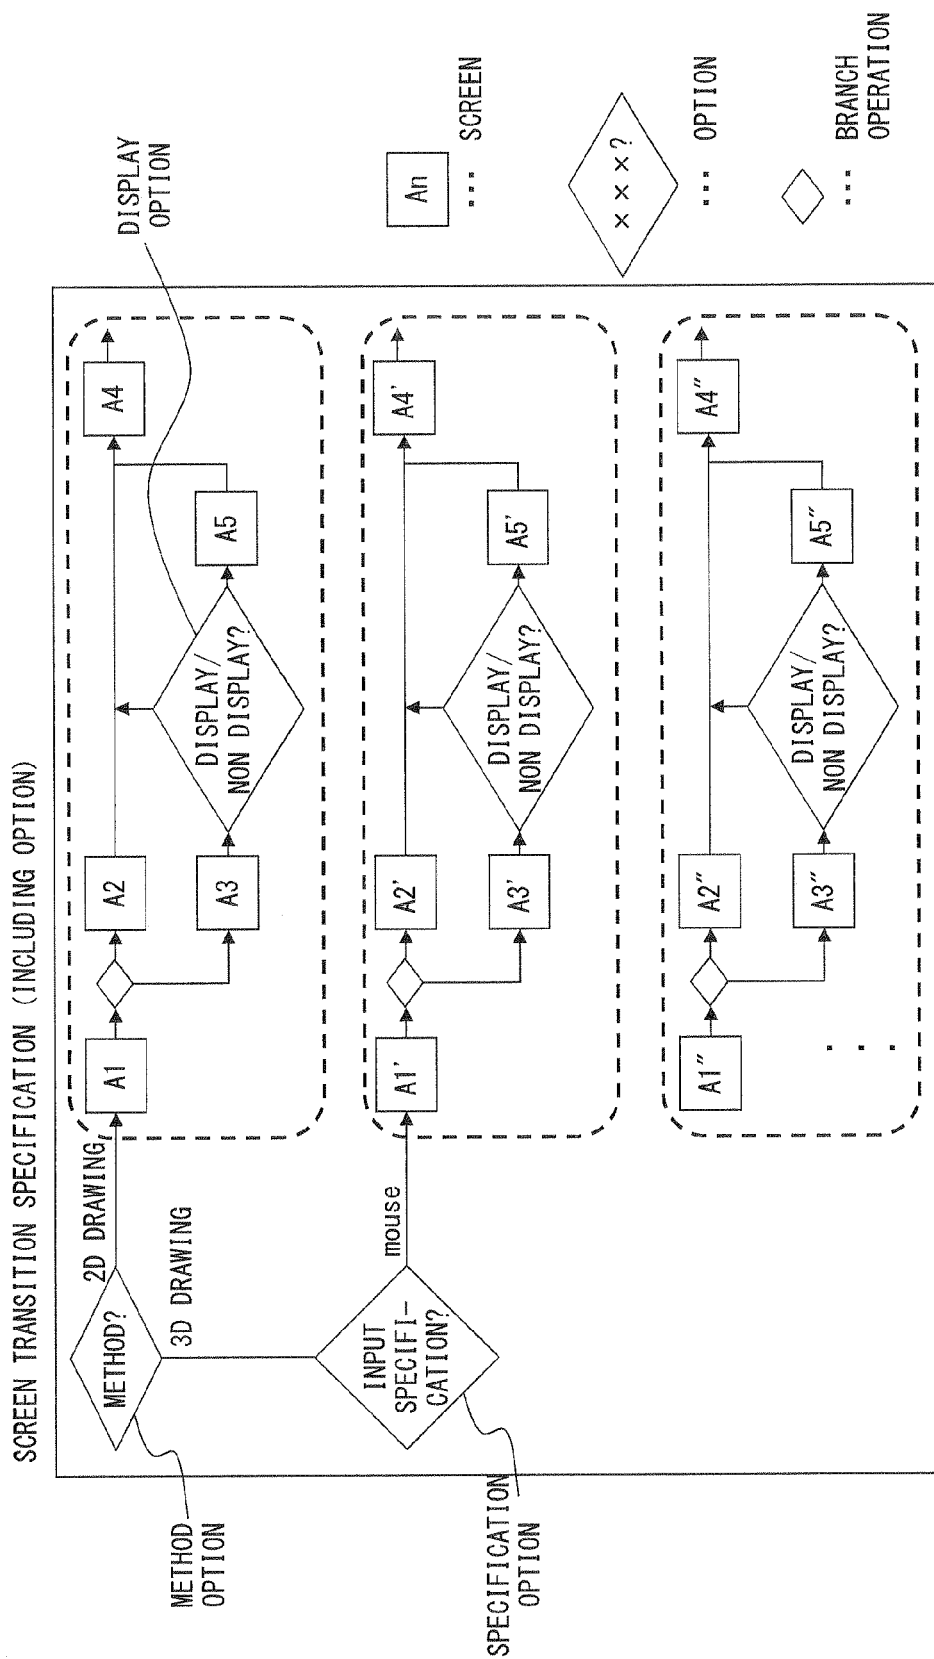 SCREEN TRANSITION SPECIFICATION (INCLUDING OPTION)
METHOD
OPTION
METHOD?
2D DRAWING
3D DRAWING
A1
A2
A3
DISPLAY/
NON DISPLAY?
A5
A4
DISPLAY
OPTION
SPECIFICATION
OPTION
INPUT
SPECIFI-
CATION?
mouse
A1'
A2'
A3'
DISPLAY/
NON DISPLAY?
A5'
A4'
A1"
A2"
A3"
DISPLAY/
NON DISPLAY?
A5"
A4"
An
... SCREEN
×××?
... OPTION
... BRANCH
OPERATION